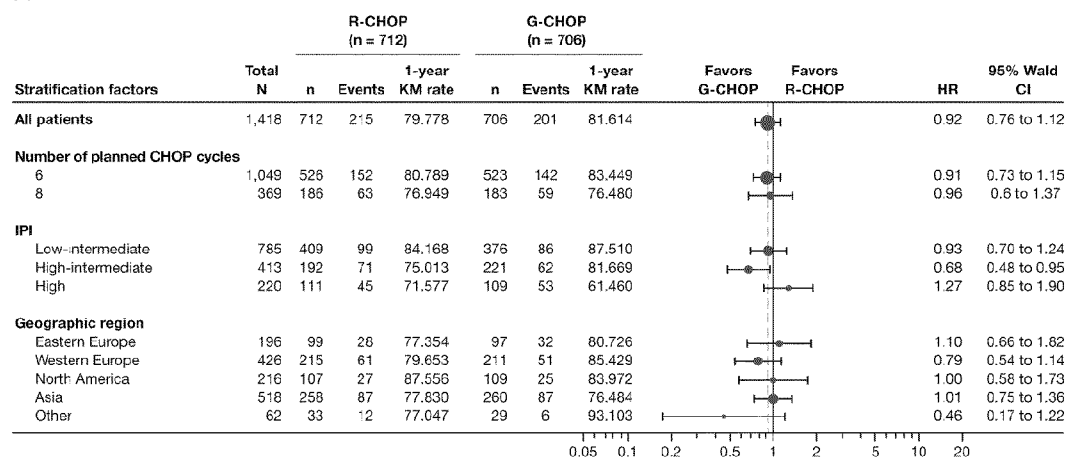 R-CHOP G-CHOP
(n = 712) (n = 706)
Total 1-year 1-year Favors Favors 95% Wald
Stratification factors N n Events KM rate n Events KM rate G-CHOP R-CHOP HR CI
All patients 1,418 712 215 79.778 706 201 81.614 0.92 0.76 to 1.12
Number of planned CHOP cycles
6 1,049 526 152 80.789 523 142 83.449 0.91 0.73 to 1.15
8 369 186 63 76.949 183 59 76.480 0.96 0.6 to 1.37
IPI
Low-intermediate 785 409 99 84.168 376 86 87.510 0.93 0.70 to 1.24
High-intermediate 413 192 71 75.013 221 62 81.669 0.68 0.48 to 0.95
High 220 111 45 71.577 109 53 61.460 1.27 0.85 to 1.90
Geographic region
Eastern Europe 196 99 28 77.354 97 32 80.726 1.10 0.66 to 1.82
Western Europe 426 215 61 79.653 211 51 85.429 0.79 0.54 to 1.14
North America 216 107 27 87.556 109 25 83.972 1.00 0.58 to 1.73
Asia 518 258 87 77.830 260 87 76.484 1.01 0.75 to 1.36
Other 62 33 12 77.047 29 6 93.103 0.46 0.17 to 1.22
0.05 0.1 0.2 0.5 1 2 5 10 20